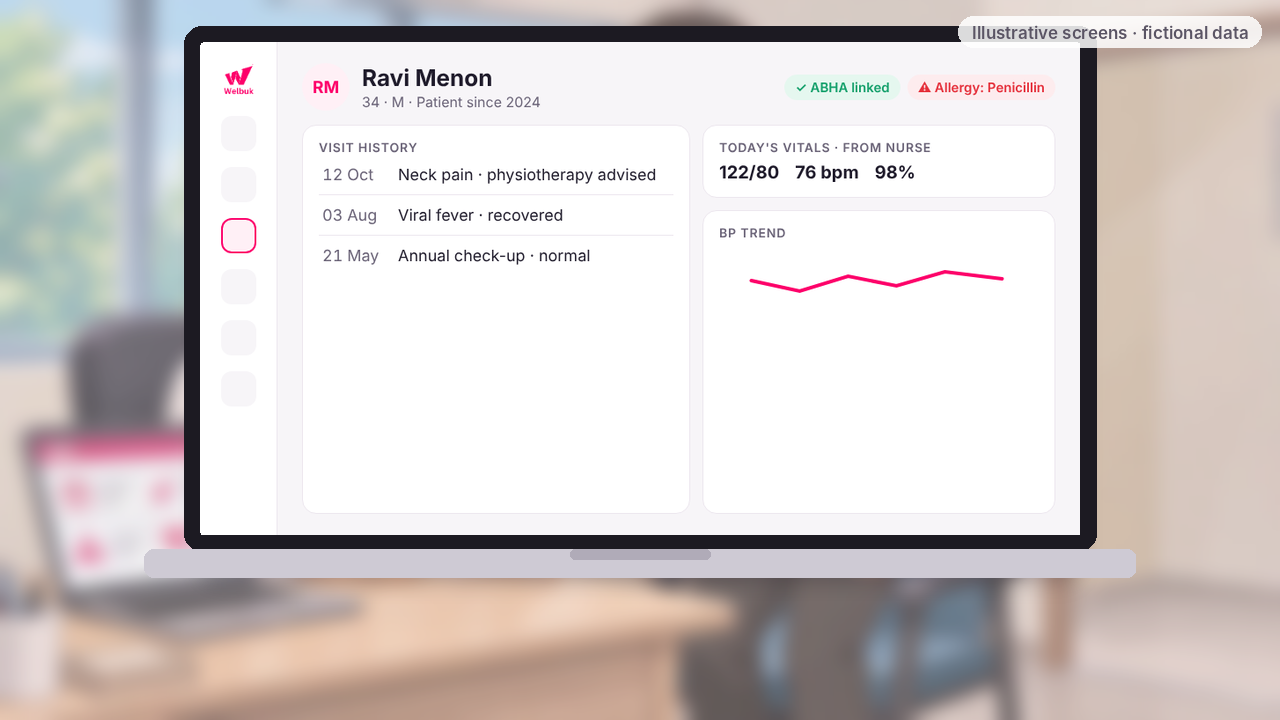 Illustrative screens · fictional data
Welbuk
RM
Ravi Menon
34 · M · Patient since 2024
✓ ABHA linked
⚠ Allergy: Penicillin
VISIT HISTORY
12 Oct Neck pain · physiotherapy advised
03 Aug Viral fever · recovered
21 May Annual check-up · normal
TODAY'S VITALS · FROM NURSE
122/80 76 bpm 98%
BP TREND